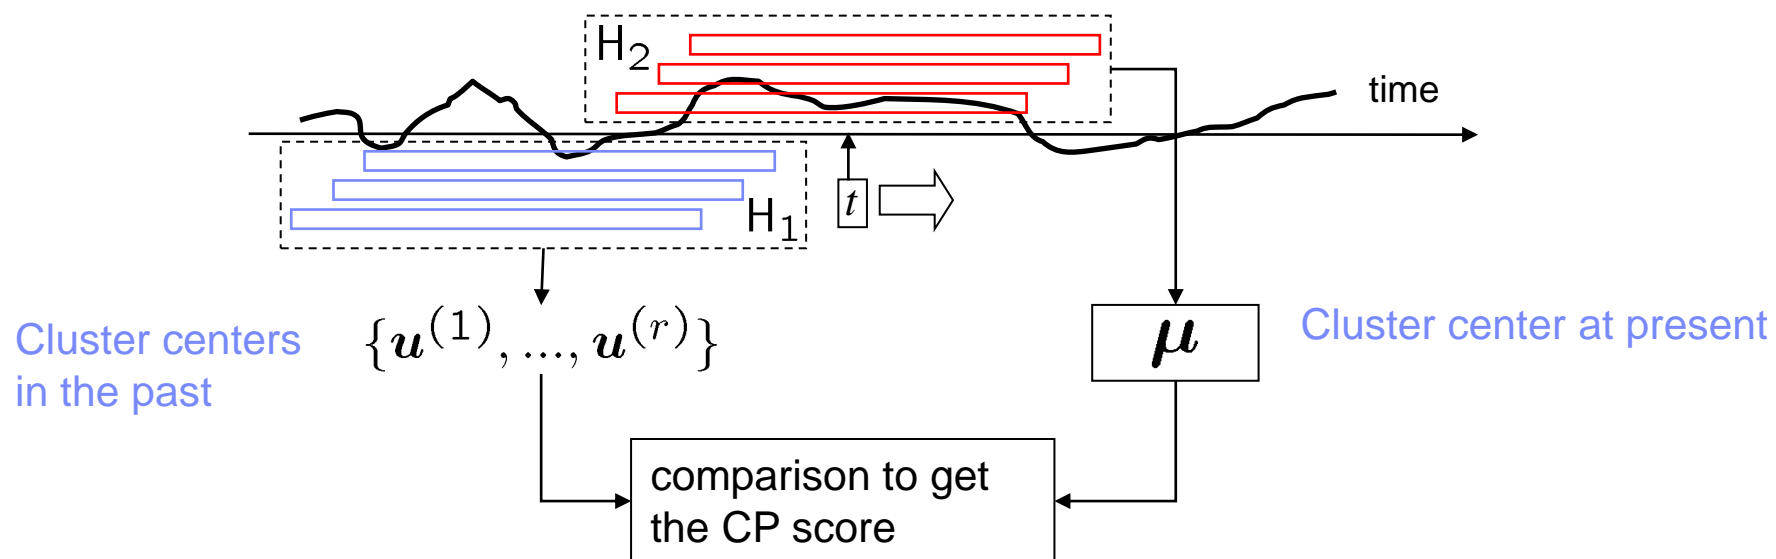 H₂
time
H₁
t
Cluster centers
in the past
{u⁽¹⁾, ..., u⁽ʳ⁾}
μ
Cluster center at present
comparison to get
the CP score